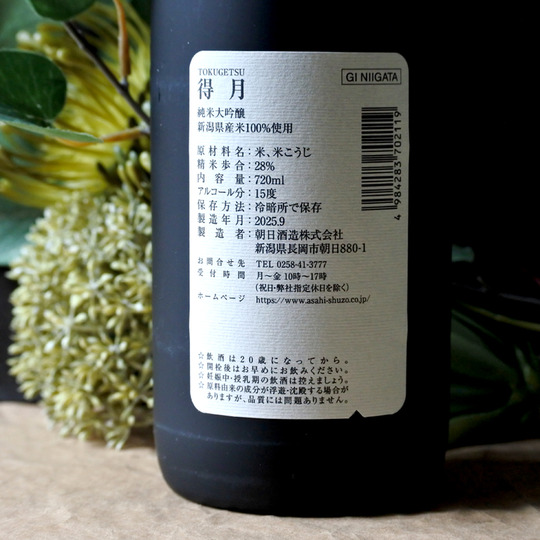 TOKUGETSU
得月
GI NIIGATA
純米大吟醸
新潟県産米100%使用
原材料名：米、米こうじ
精米歩合：28%
内容量：720ml
アルコール分：15度
保存方法：冷暗所で保存
製造年月：2025.9
製造者：朝日酒造株式会社
新潟県長岡市朝日880-1
お問合せ先 TEL 0258-41-3777
受付時間 月～金 10時～17時
（祝日・弊社指定休日を除く）
ホームページ https://www.asahi-shuzo.co.jp/
4984283702119
☆飲酒は20歳になってから。
☆開栓後はお早めにお飲みください。
☆妊娠中・授乳期の飲酒は控えましょう。
☆原料由来の成分が浮遊・沈殿する場合が
ありますが、品質には問題ありません。